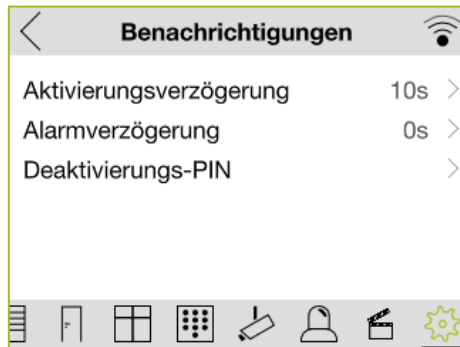 Benachrichtigungen
Aktivierungsverzögerung 10s
Alarmverzögerung 0s
Deaktivierungs-PIN